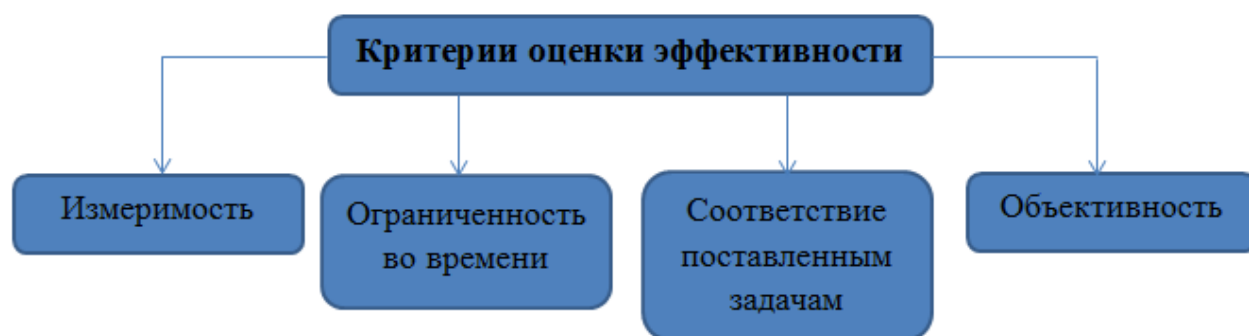 Критерии оценки эффективности
Измеримость
Ограниченность
во времени
Соответствие
поставленным
задачам
Объективность